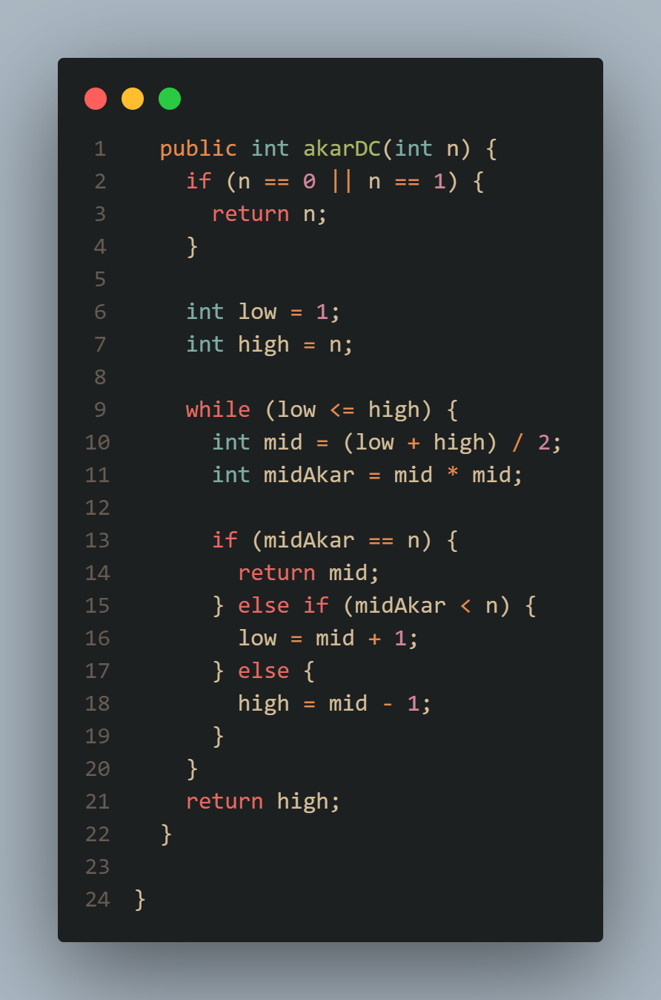 1 public int akarDC(int n) {
2 if (n == 0 || n == 1) {
3 return n;
4 }
5
6 int low = 1;
7 int high = n;
8
9 while (low <= high) {
10 int mid = (low + high) / 2;
11 int midAkar = mid * mid;
12
13 if (midAkar == n) {
14 return mid;
15 } else if (midAkar < n) {
16 low = mid + 1;
17 } else {
18 high = mid - 1;
19 }
20 }
21 return high;
22 }
23
24 }